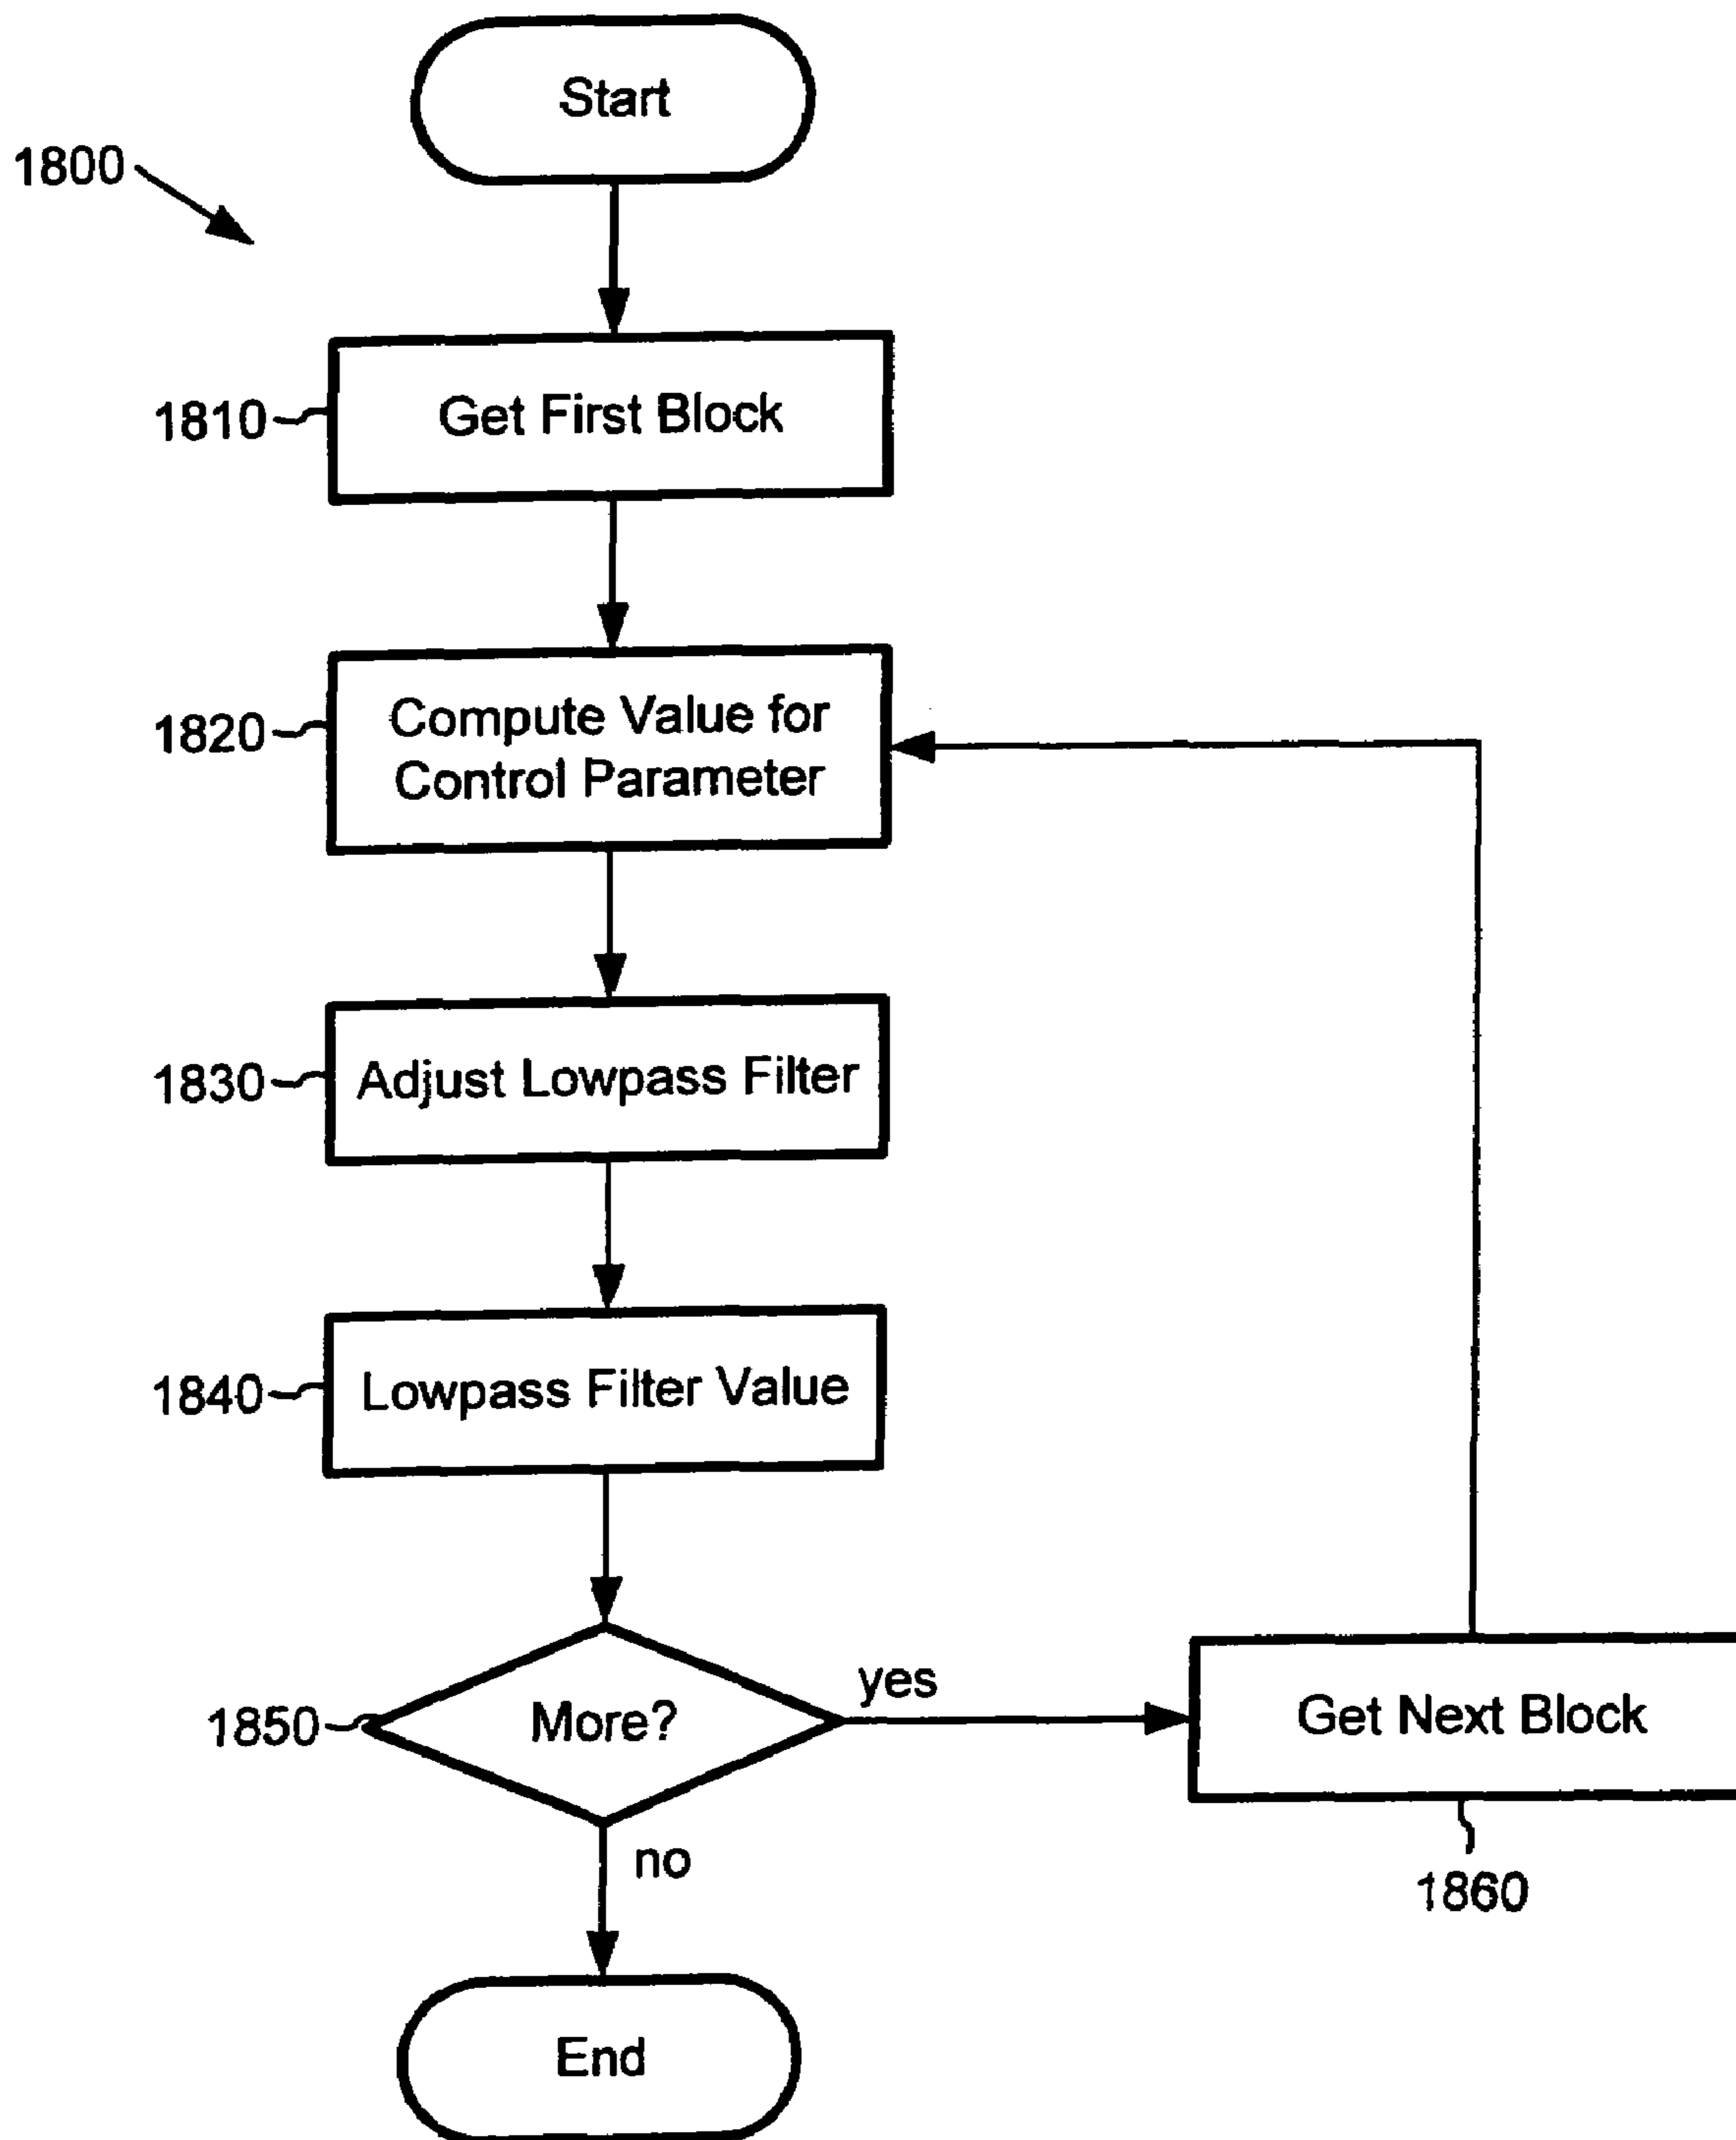 Start
1800
1810
Get First Block
1820
Compute Value for
Control Parameter
1830
Adjust Lowpass Filter
1840
Lowpass Filter Value
1850
More?
yes
Get Next Block
no
1860
End